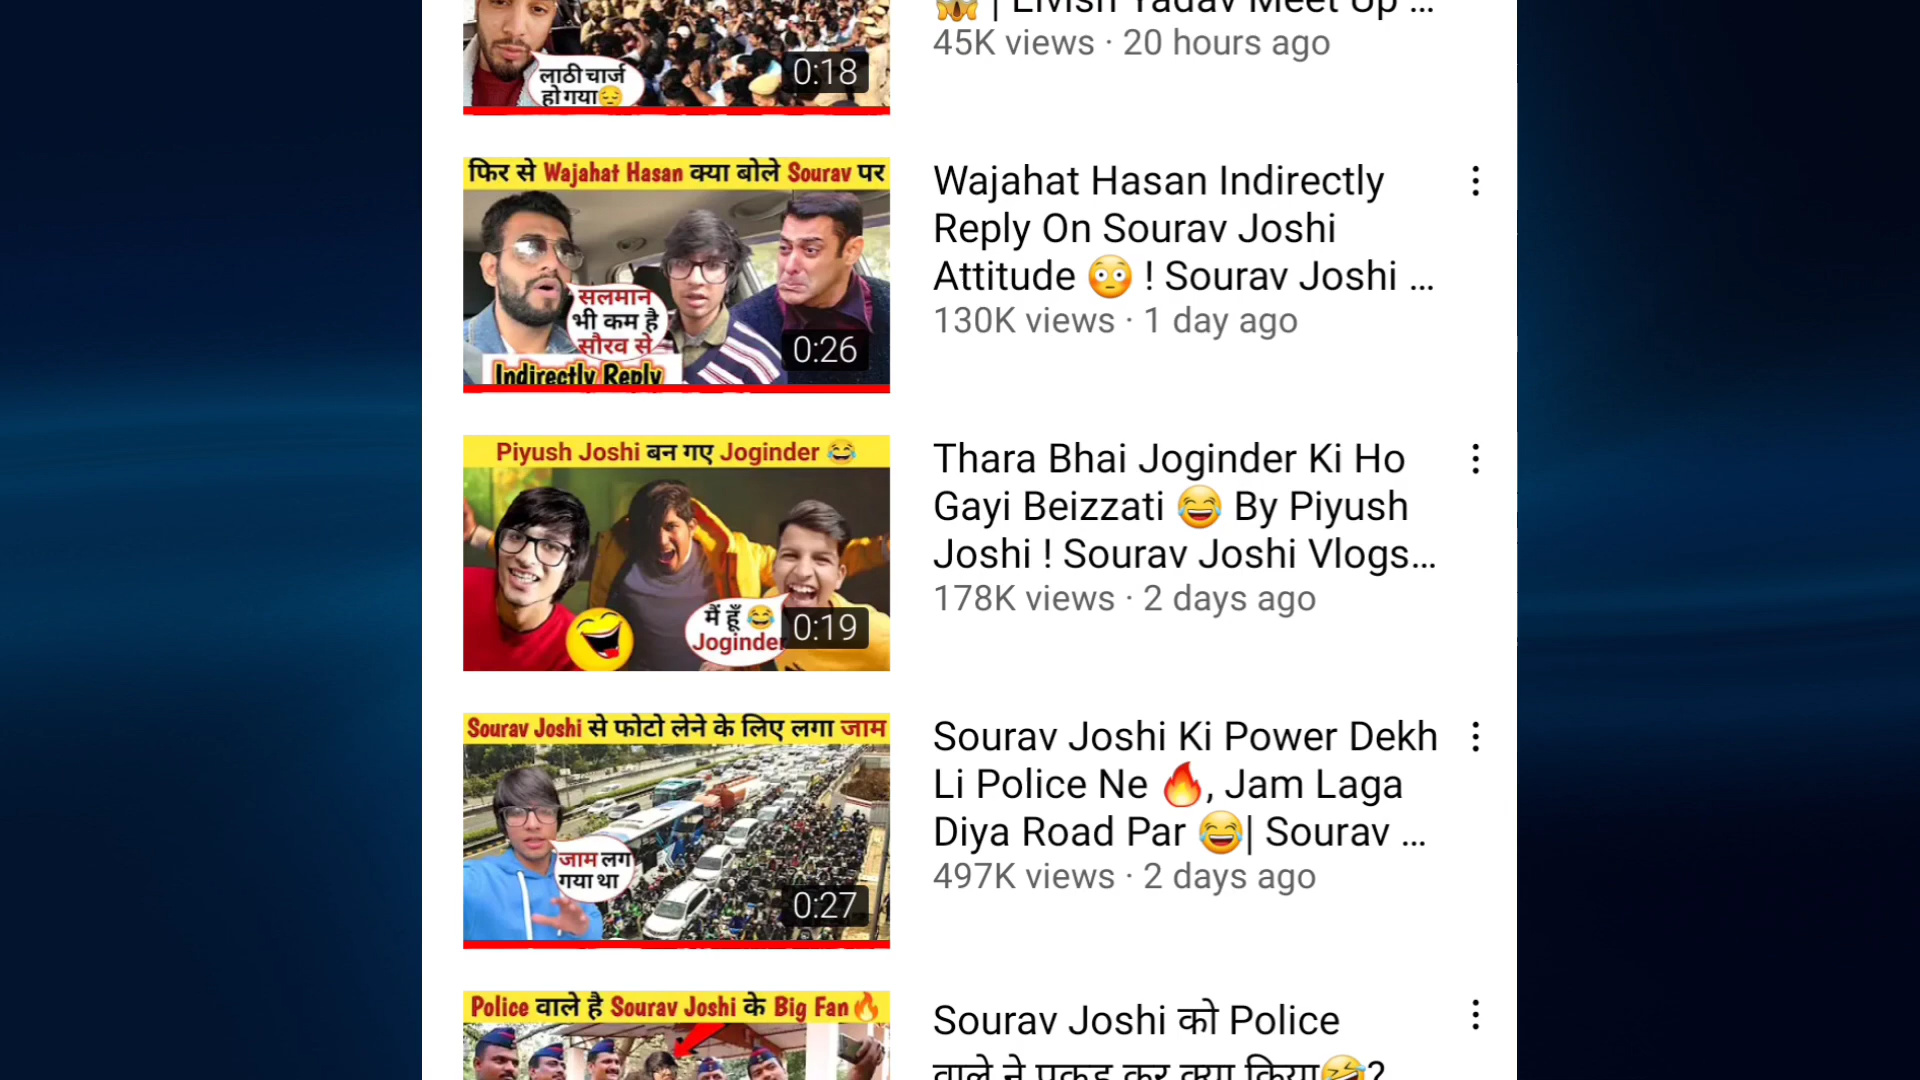 | Elvish Yadav Meet Up ...
45K views · 20 hours ago
लाठी चार्ज
हो गया
0:18
फिर से Wajahat Hasan क्या बोले Sourav पर
सलमान
भी कम है
सौरव से
Indirectly Reply
0:26
Wajahat Hasan Indirectly
Reply On Sourav Joshi
Attitude 😳 ! Sourav Joshi ...
130K views · 1 day ago
Piyush Joshi बन गए Joginder 😂
मैं हूँ 😂
Joginder
0:19
Thara Bhai Joginder Ki Ho
Gayi Beizzati 😂 By Piyush
Joshi ! Sourav Joshi Vlogs...
178K views · 2 days ago
Sourav Joshi से फोटो लेने के लिए लगा जाम
जाम लग
गया था
0:27
Sourav Joshi Ki Power Dekh
Li Police Ne 🔥, Jam Laga
Diya Road Par 😂| Sourav ...
497K views · 2 days ago
Police वाले है Sourav Joshi के Big Fan🔥
Sourav Joshi को Police
वाले ने पकड़ कर क्या किया🤣?